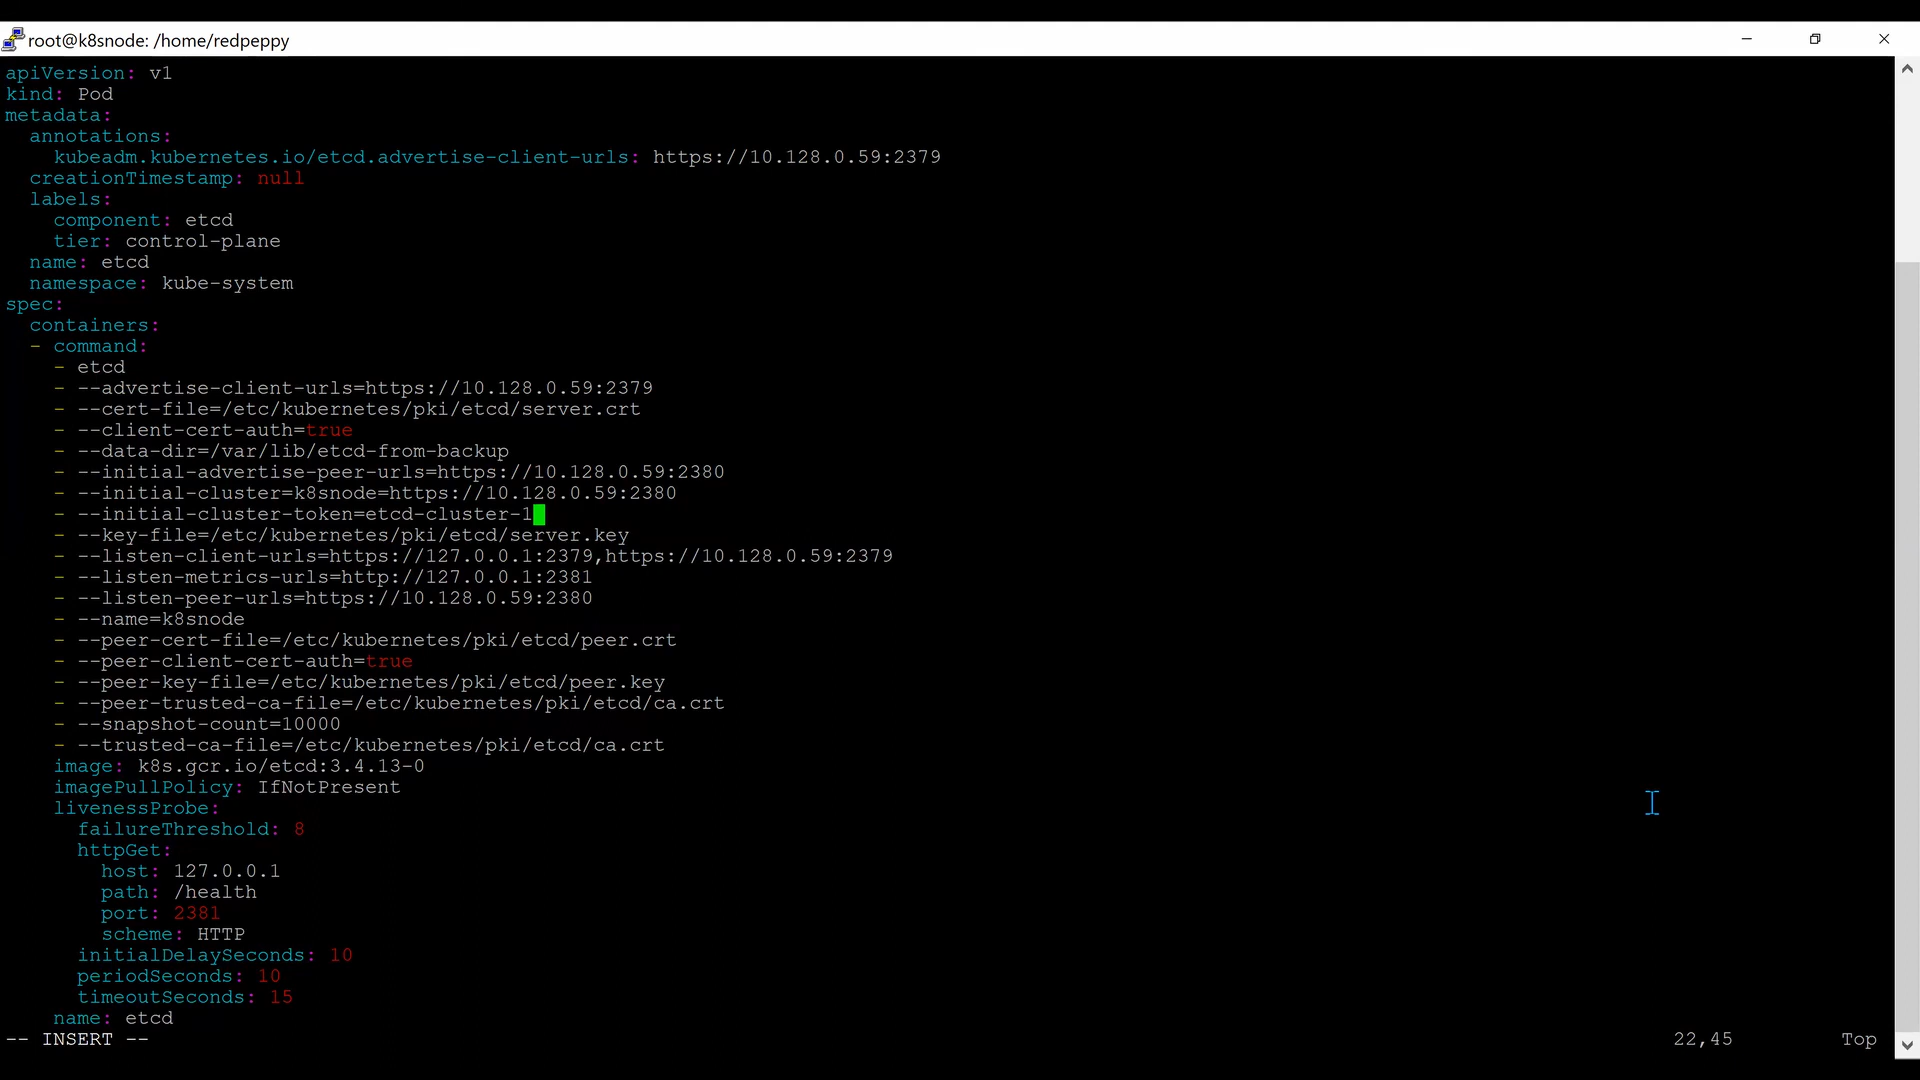 root@k8snode: /home/redpeppy
apiVersion: v1
kind: Pod
metadata:
  annotations:
    kubeadm.kubernetes.io/etcd.advertise-client-urls: https://10.128.0.59:2379
  creationTimestamp: null
  labels:
    component: etcd
    tier: control-plane
  name: etcd
  namespace: kube-system
spec:
  containers:
  - command:
    - etcd
    - --advertise-client-urls=https://10.128.0.59:2379
    - --cert-file=/etc/kubernetes/pki/etcd/server.crt
    - --client-cert-auth=true
    - --data-dir=/var/lib/etcd-from-backup
    - --initial-advertise-peer-urls=https://10.128.0.59:2380
    - --initial-cluster=k8snode=https://10.128.0.59:2380
    - --initial-cluster-token=etcd-cluster-1
    - --key-file=/etc/kubernetes/pki/etcd/server.key
    - --listen-client-urls=https://127.0.0.1:2379,https://10.128.0.59:2379
    - --listen-metrics-urls=http://127.0.0.1:2381
    - --listen-peer-urls=https://10.128.0.59:2380
    - --name=k8snode
    - --peer-cert-file=/etc/kubernetes/pki/etcd/peer.crt
    - --peer-client-cert-auth=true
    - --peer-key-file=/etc/kubernetes/pki/etcd/peer.key
    - --peer-trusted-ca-file=/etc/kubernetes/pki/etcd/ca.crt
    - --snapshot-count=10000
    - --trusted-ca-file=/etc/kubernetes/pki/etcd/ca.crt
    image: k8s.gcr.io/etcd:3.4.13-0
    imagePullPolicy: IfNotPresent
    livenessProbe:
      failureThreshold: 8
      httpGet:
        host: 127.0.0.1
        path: /health
        port: 2381
        scheme: HTTP
      initialDelaySeconds: 10
      periodSeconds: 10
      timeoutSeconds: 15
    name: etcd
-- INSERT -- 22,45 Top